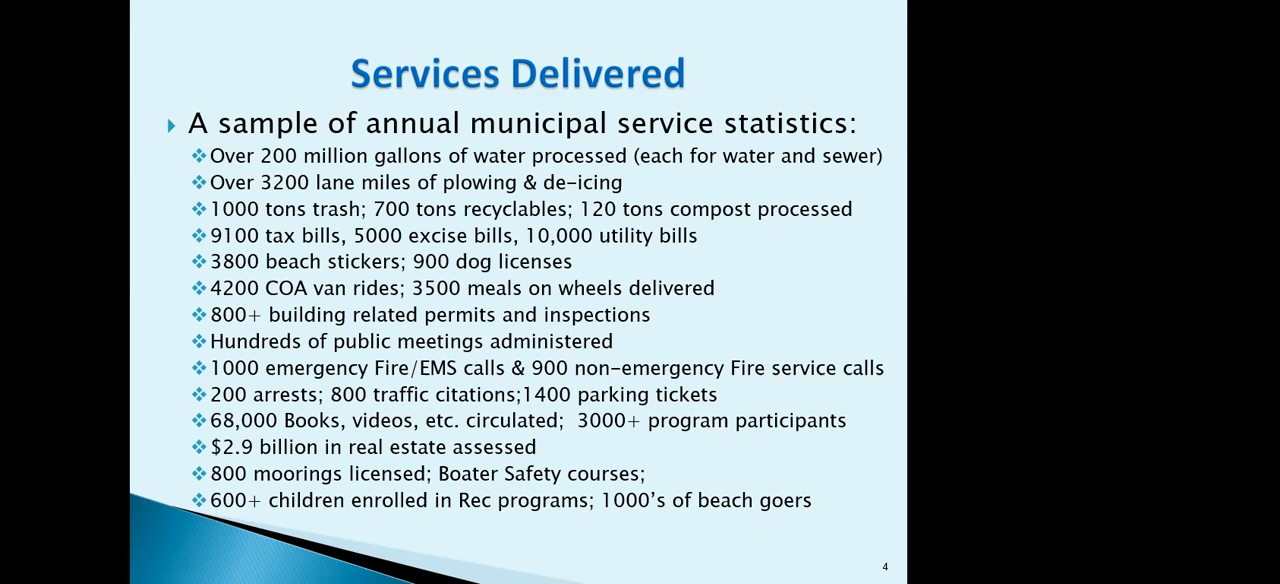 Services Delivered
A sample of annual municipal service statistics:
Over 200 million gallons of water processed (each for water and sewer)
Over 3200 lane miles of plowing & de-icing
1000 tons trash; 700 tons recyclables; 120 tons compost processed
9100 tax bills, 5000 excise bills, 10,000 utility bills
3800 beach stickers; 900 dog licenses
4200 COA van rides; 3500 meals on wheels delivered
800+ building related permits and inspections
Hundreds of public meetings administered
1000 emergency Fire/EMS calls & 900 non-emergency Fire service calls
200 arrests; 800 traffic citations;1400 parking tickets
68,000 Books, videos, etc. circulated;  3000+ program participants
$2.9 billion in real estate assessed
800 moorings licensed; Boater Safety courses;
600+ children enrolled in Rec programs; 1000’s of beach goers
4